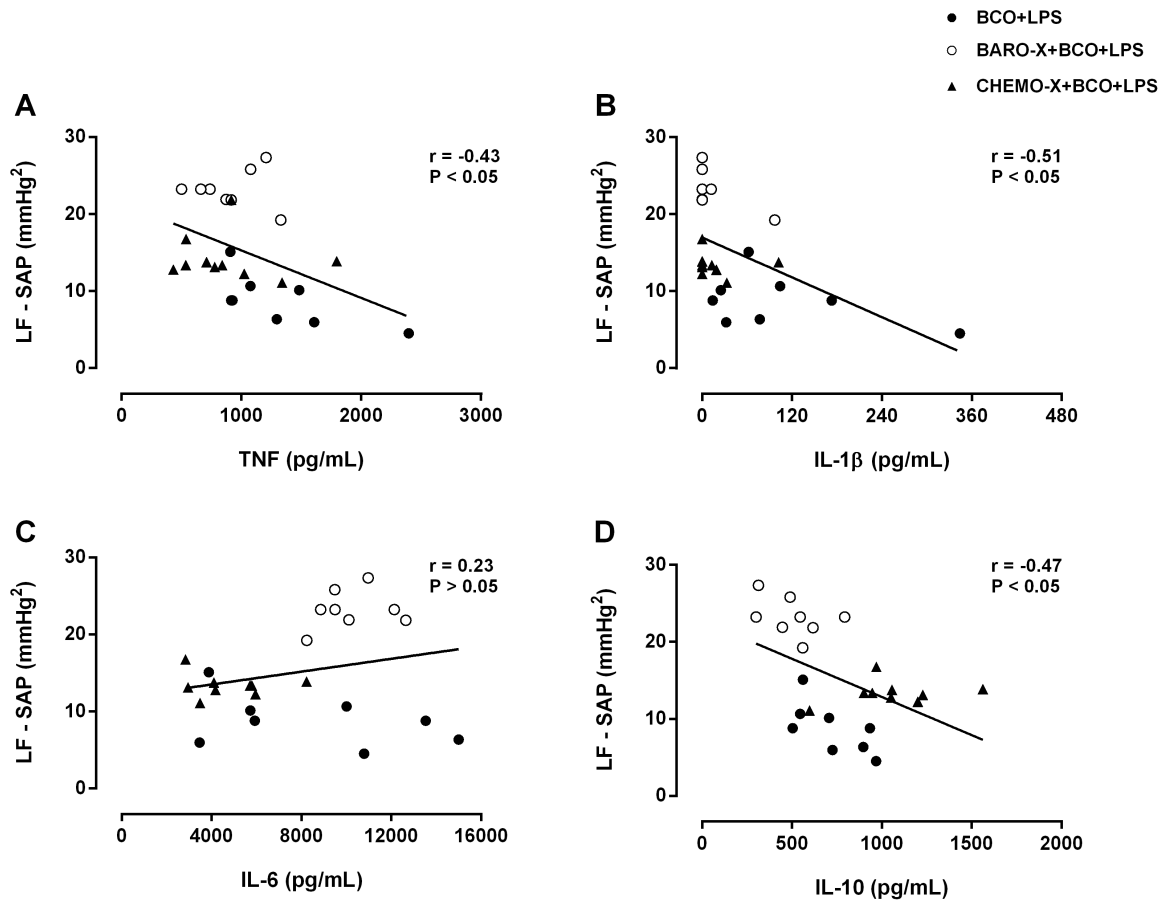 BCO+LPS
BARO-X+BCO+LPS
CHEMO-X+BCO+LPS
A
LF - SAP (mmHg²)
30
20
10
0
r = -0.43
P < 0.05
0 1000 2000 3000
TNF (pg/mL)
B
LF - SAP (mmHg²)
30
20
10
0
r = -0.51
P < 0.05
0 120 240 360 480
IL-1β (pg/mL)
C
LF - SAP (mmHg²)
30
20
10
0
r = 0.23
P > 0.05
0 4000 8000 12000 16000
IL-6 (pg/mL)
D
LF - SAP (mmHg²)
30
20
10
0
r = -0.47
P < 0.05
0 500 1000 1500 2000
IL-10 (pg/mL)